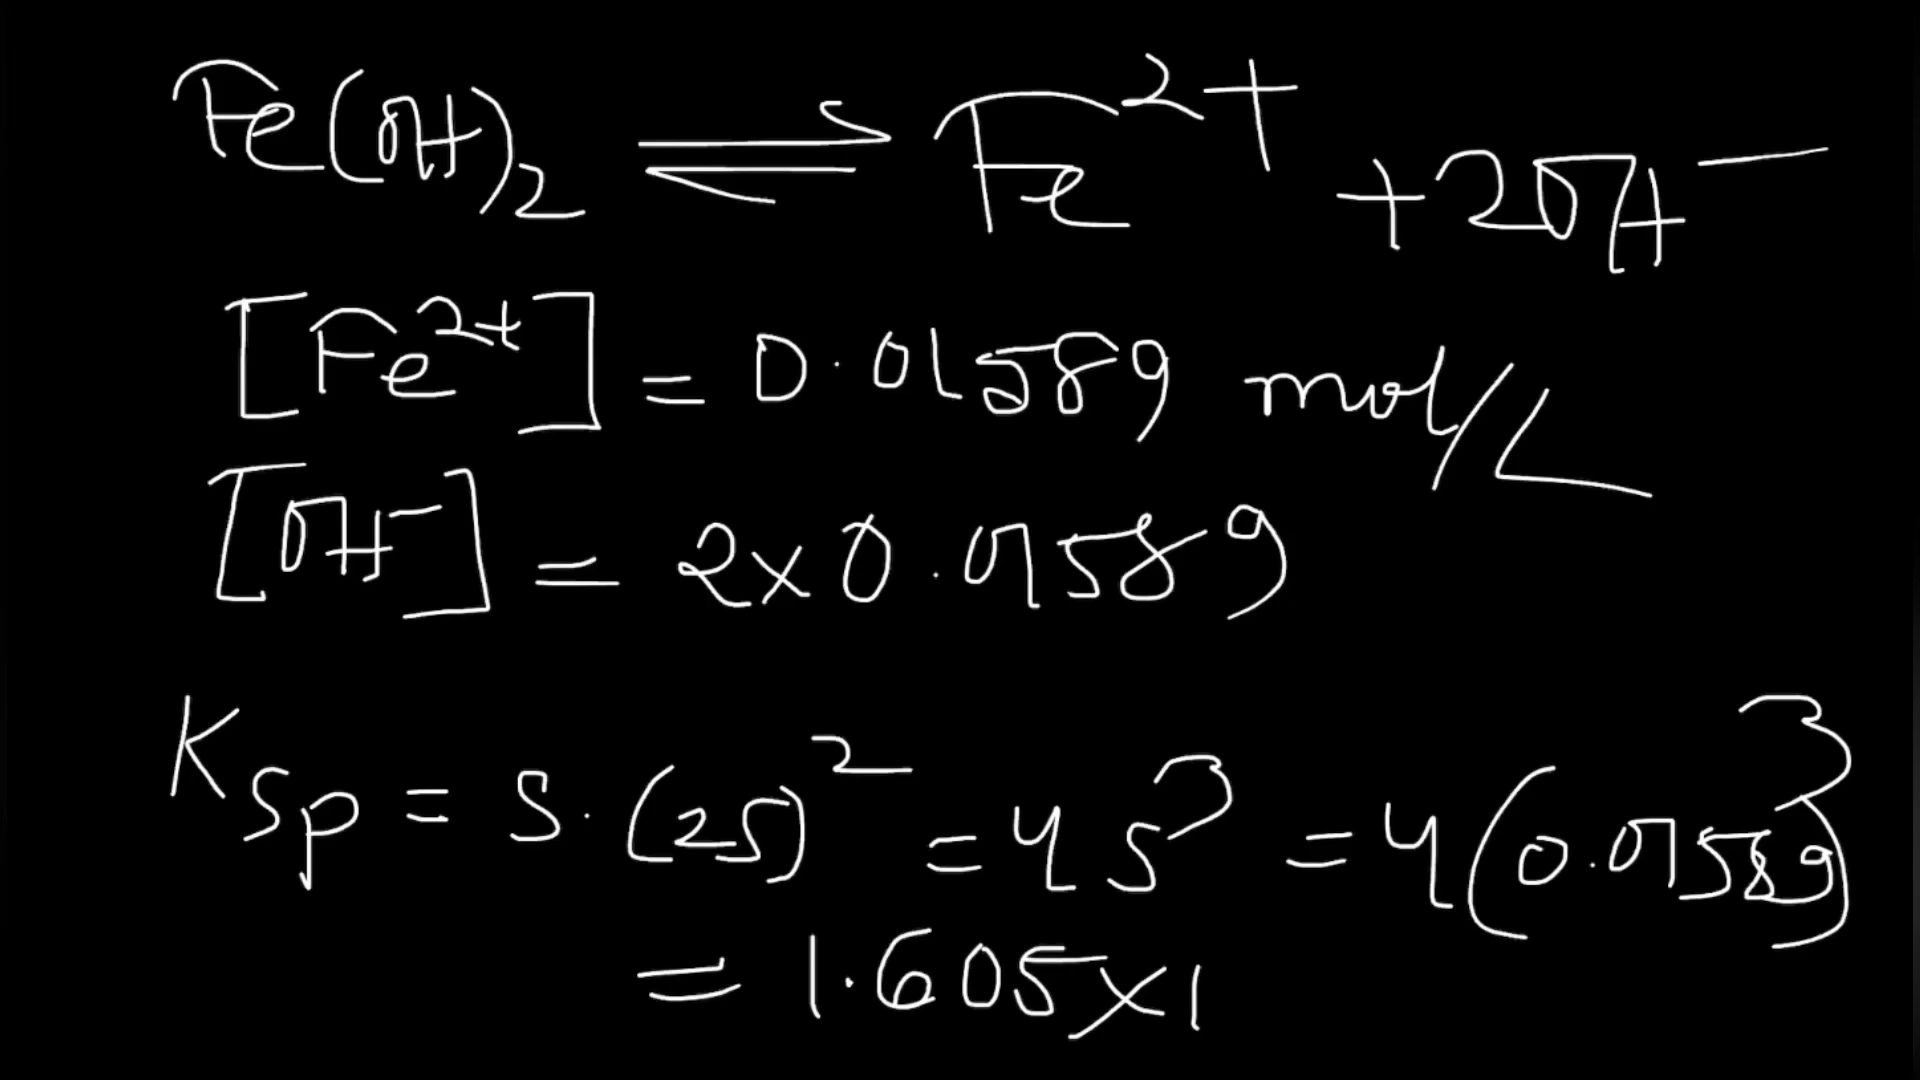 Fe(OH)₂ ⇌ Fe²⁺ + 2OH⁻
[Fe²⁺] = 0.01589 mol/L
[OH⁻] = 2×0.01589
Ksp = S.(2S)² = 4S³ = 4(0.01589)³
= 1.605×1